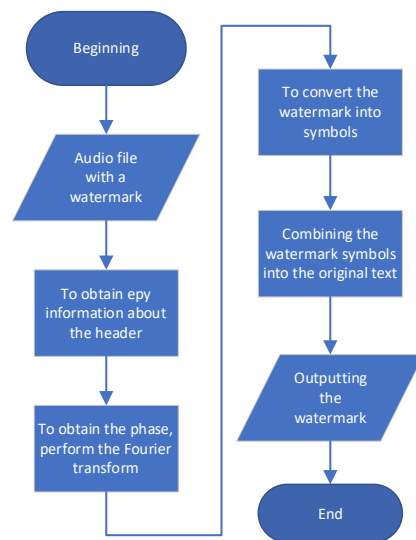 Beginning
Audio file
with a
watermark
To obtain epy
information about
the header
To obtain the phase,
perform the Fourier
transform
To convert the
watermark into
symbols
Combining the
watermark symbols
into the original text
Outputting
the
watermark
End